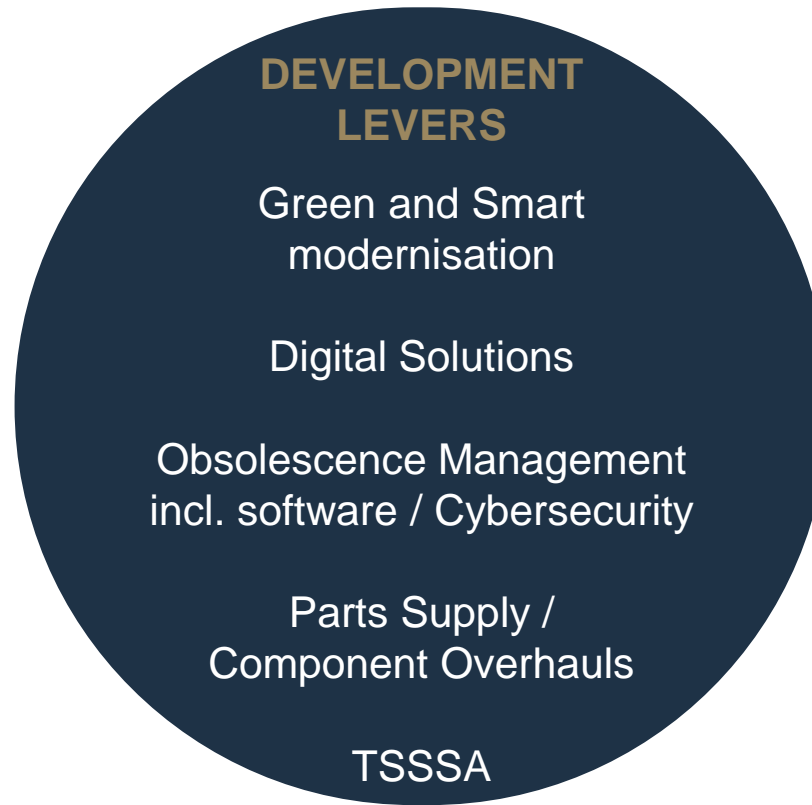 DEVELOPMENT
LEVERS
Green and Smart
modernisation
Digital Solutions
Obsolescence Management
incl. software / Cybersecurity
Parts Supply /
Component Overhauls
TSSSA